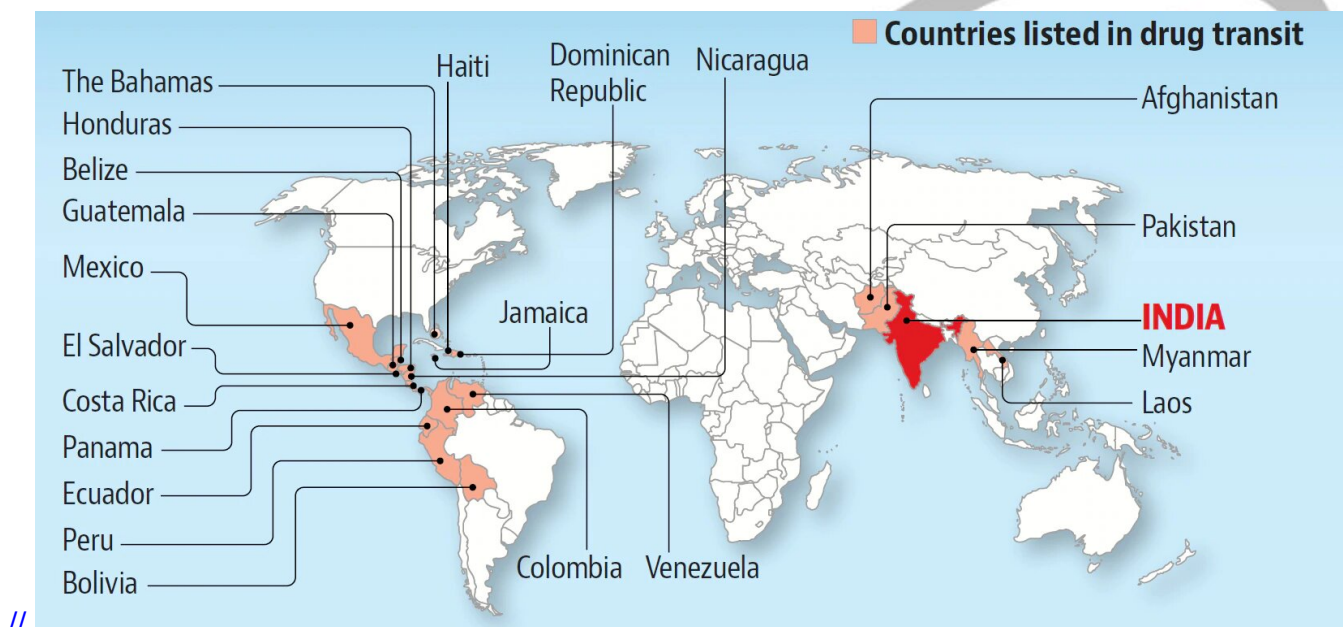 Countries listed in drug transit
The Bahamas
Haiti
Dominican
Republic
Nicaragua
Afghanistan
Honduras
Belize
Guatemala
Pakistan
Mexico
Jamaica
INDIA
El Salvador
Myanmar
Costa Rica
Laos
Panama
Ecuador
Peru
Colombia
Venezuela
Bolivia
//